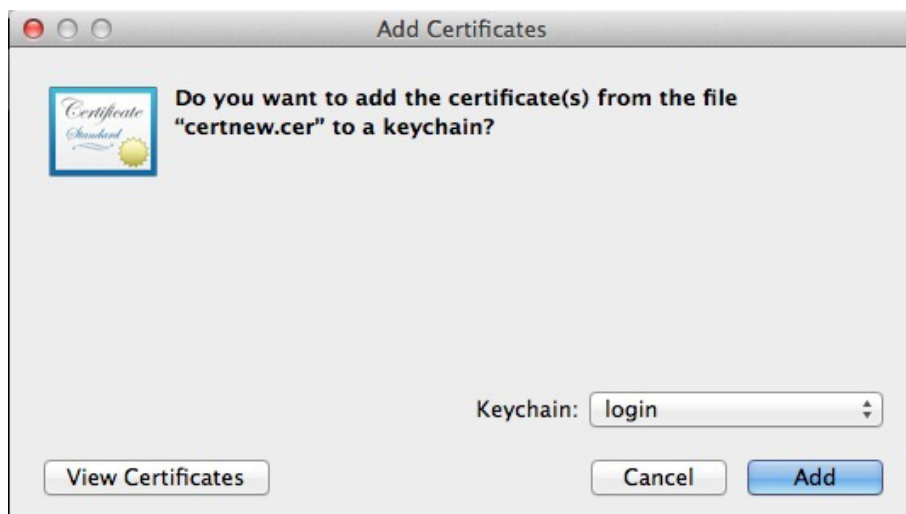 Add Certificates
Certificate
Standard
Do you want to add the certificate(s) from the file
“certnew.cer” to a keychain?
Keychain: login
View Certificates Cancel Add